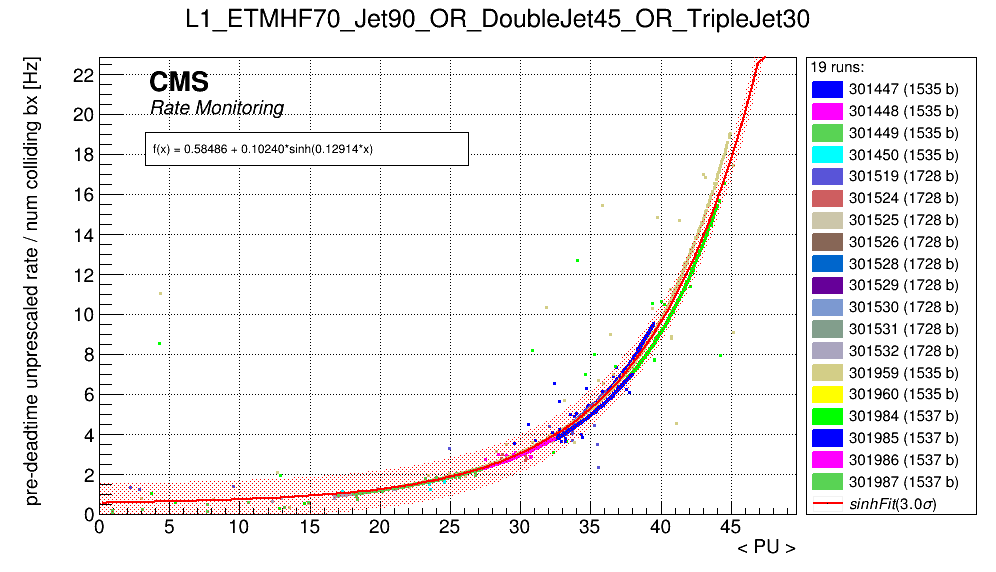 L1_ETMHF70_Jet90_OR_DoubleJet45_OR_TripleJet30
pre-deadtime unprescaled rate / num colliding bx [Hz]
CMS
Rate Monitoring
f(x) = 0.58486 + 0.10240*sinh(0.12914*x)
22
20
18
16
14
12
10
8
6
4
2
0
0 5 10 15 20 25 30 35 40 45
< PU >
19 runs:
301447 (1535 b)
301448 (1535 b)
301449 (1535 b)
301450 (1535 b)
301519 (1728 b)
301524 (1728 b)
301525 (1728 b)
301526 (1728 b)
301528 (1728 b)
301529 (1728 b)
301530 (1728 b)
301531 (1728 b)
301532 (1728 b)
301959 (1535 b)
301960 (1535 b)
301984 (1537 b)
301985 (1537 b)
301986 (1537 b)
301987 (1537 b)
sinhFit(3.0σ)